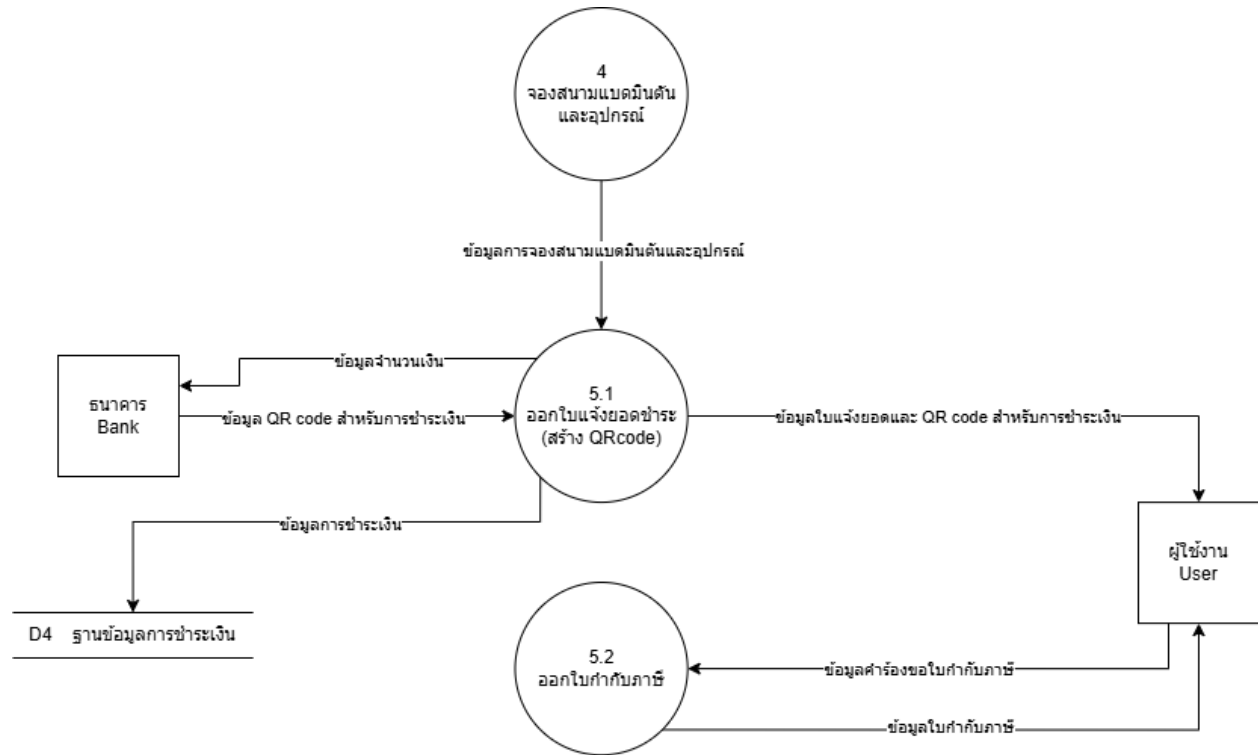 4
จองสนามแบดมินตัน
และอุปกรณ์
ข้อมูลการจองสนามแบดมินตันและอุปกรณ์
ข้อมูลจำนวนเงิน
ธนาคาร
Bank
ข้อมูล QR code สำหรับการชำระเงิน
5.1
ออกใบแจ้งยอดชำระ
(สร้าง QRcode)
ข้อมูลใบแจ้งยอดและ QR code สำหรับการชำระเงิน
ข้อมูลการชำระเงิน
ผู้ใช้งาน
User
D4 ฐานข้อมูลการชำระเงิน
5.2
ออกใบกำกับภาษี
ข้อมูลคำร้องขอใบกำกับภาษี
ข้อมูลใบกำกับภาษี